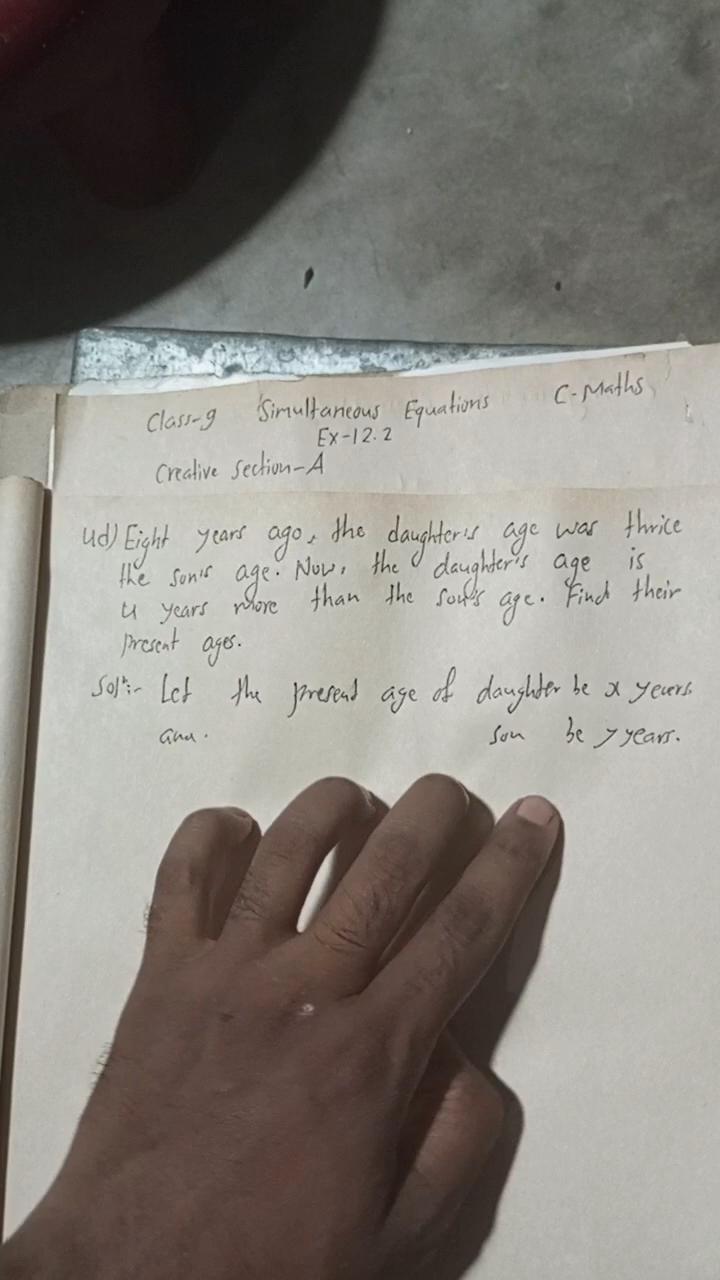 Class-9 Simultaneous Equations C-Maths
Ex-12.2
Creative section-A
4d) Eight years ago, the daughter's age was thrice
the son's age. Now, the daughter's age is
4 years more than the son's age. Find their
present ages.
Solⁿ:- Let the present age of daughter be x years
and. son be y years.